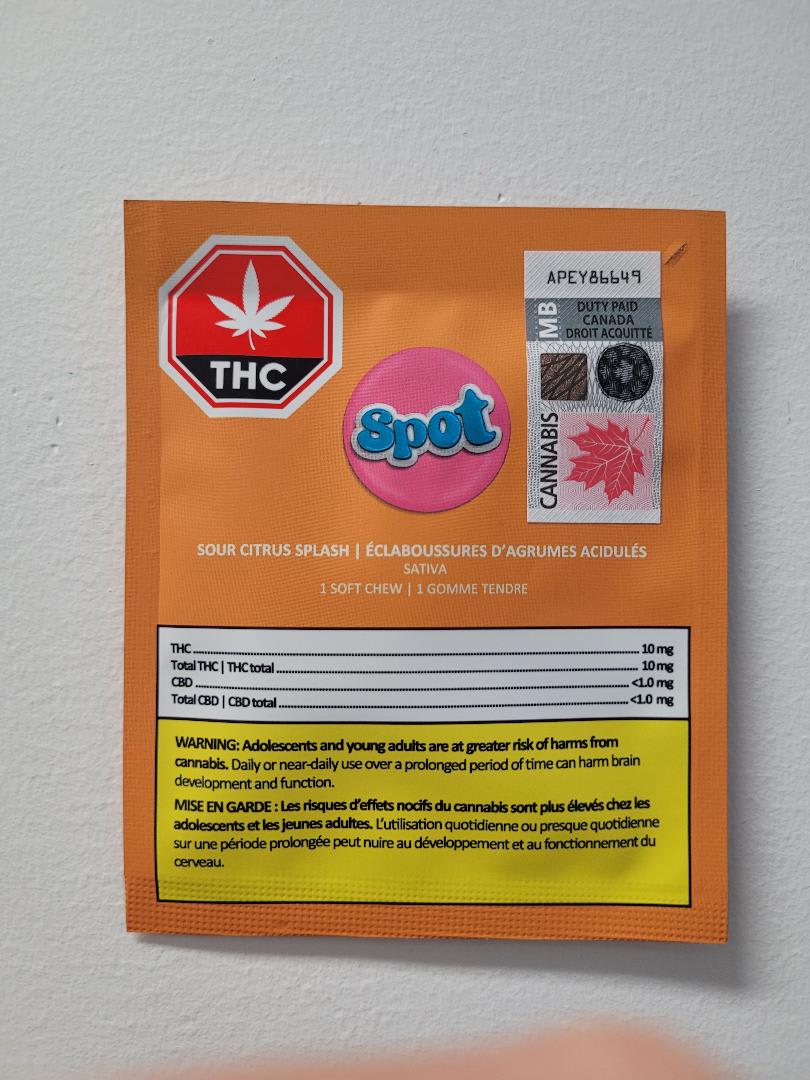 APEY86649
MB
DUTY PAID
CANADA
DROIT ACQUITTÉ
THC
spot
CANNABIS
SOUR CITRUS SPLASH | ÉCLABOUSSURES D'AGRUMES ACIDULÉS
SATIVA
1 SOFT CHEW | 1 GOMME TENDRE
THC 10 mg
Total THC | THC total 10 mg
CBD <1.0 mg
Total CBD | CBD total <1.0 mg
WARNING: Adolescents and young adults are at greater risk of harms from
cannabis. Daily or near-daily use over a prolonged period of time can harm brain
development and function.
MISE EN GARDE : Les risques d'effets nocifs du cannabis sont plus élevés chez les
adolescents et les jeunes adultes. L'utilisation quotidienne ou presque quotidienne
sur une période prolongée peut nuire au développement et au fonctionnement du
cerveau.